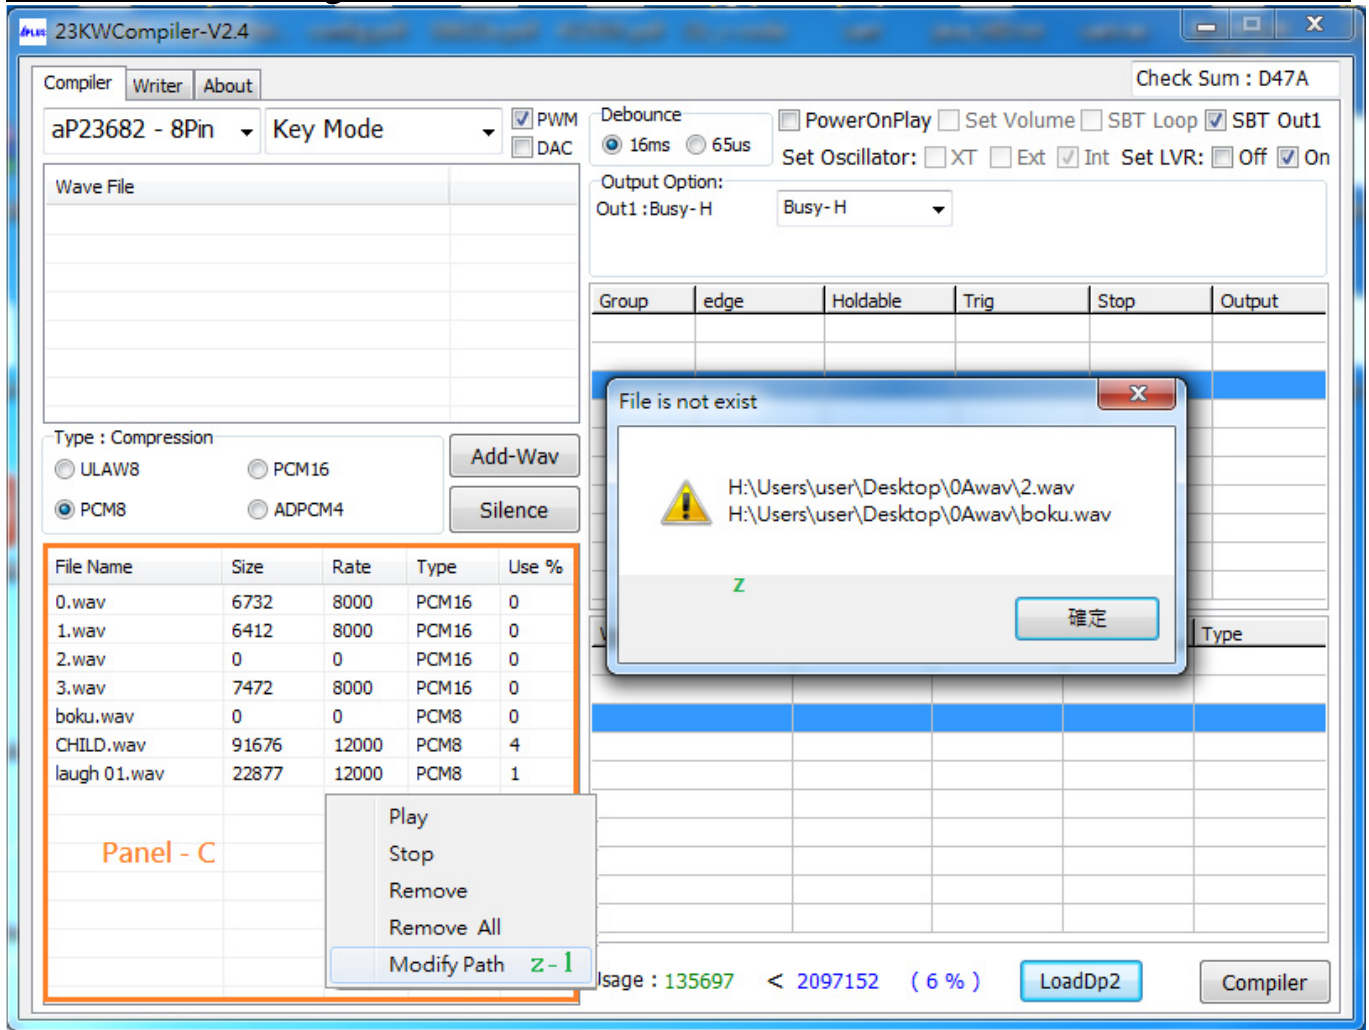 APLUS 23KWCompiler-V2.4
Compiler Writer About
Check Sum : D47A
aP23682 - 8Pin Key Mode PWM DAC
Debounce
16ms 65us
PowerOnPlay Set Volume SBT Loop SBT Out1
Set Oscillator: XT Ext Int Set LVR: Off On
Wave File
Output Option:
Out1 :Busy- H Busy- H
Group edge Holdable Trig Stop Output
File is not exist
H:\Users\user\Desktop\0Awav\2.wav
H:\Users\user\Desktop\0Awav\boku.wav
z
確定
Type : Compression
ULAW8 PCM16
PCM8 ADPCM4
Add-Wav
Silence
File Name Size Rate Type Use %
0.wav 6732 8000 PCM16 0
1.wav 6412 8000 PCM16 0
2.wav 0 0 PCM16 0
3.wav 7472 8000 PCM16 0
boku.wav 0 0 PCM8 0
CHILD.wav 91676 12000 PCM8 4
laugh 01.wav 22877 12000 PCM8 1
Panel - C
Play
Stop
Remove
Remove All
Modify Path z-1
Type
Usage : 135697 < 2097152 ( 6 % )
LoadDp2 Compiler